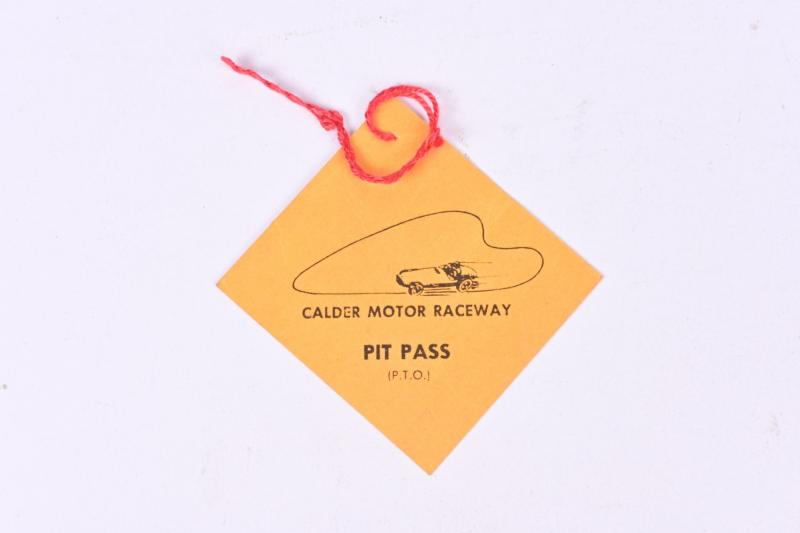 CALDER MOTOR RACEWAY
PIT PASS
(P.T.O.)